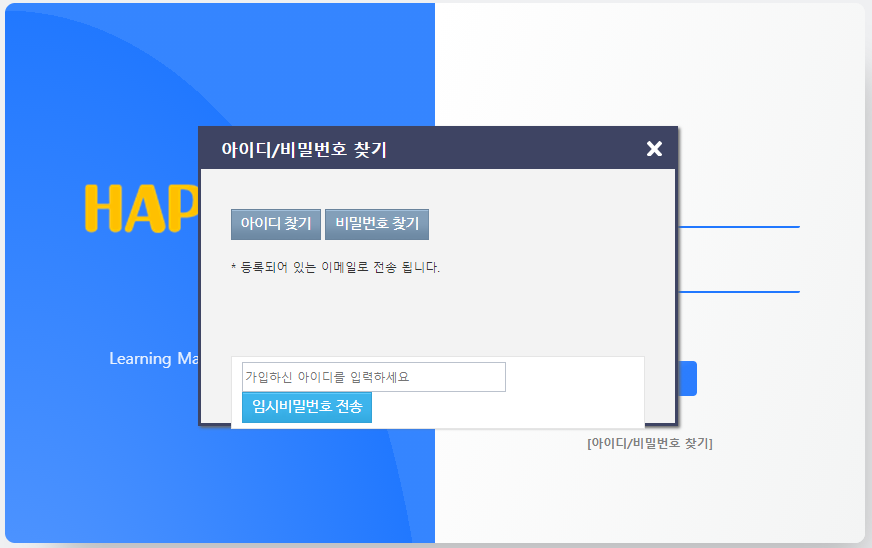 아이디/비밀번호 찾기
HAP
아이디 찾기 비밀번호 찾기
* 등록되어 있는 이메일로 전송 됩니다.
Learning Ma
가입하신 아이디를 입력하세요
임시비밀번호 전송
[아이디/비밀번호 찾기]